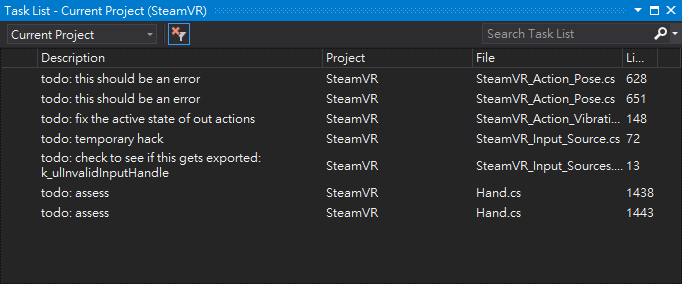 Task List - Current Project (SteamVR)
Current Project
Search Task List
Description Project File Li...
todo: this should be an error SteamVR SteamVR_Action_Pose.cs 628
todo: this should be an error SteamVR SteamVR_Action_Pose.cs 651
todo: fix the active state of out actions SteamVR SteamVR_Action_Vibrati... 148
todo: temporary hack SteamVR SteamVR_Input_Source.cs 72
todo: check to see if this gets exported:
k_ulInvalidInputHandle SteamVR SteamVR_Input_Sources.... 13
todo: assess SteamVR Hand.cs 1438
todo: assess SteamVR Hand.cs 1443